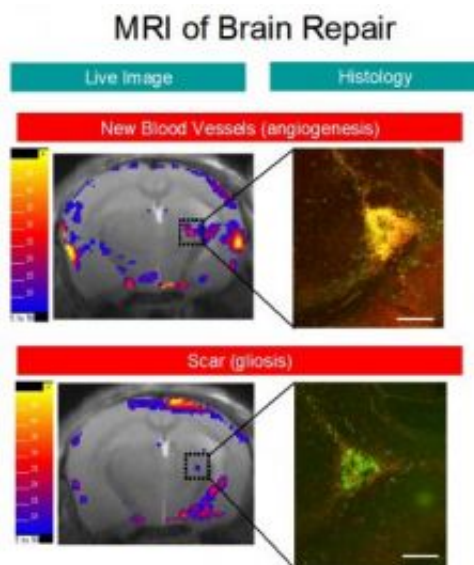 MRI of Brain Repair
Live Image
Histology
New Blood Vessels (angiogenesis)
Scar (gliosis)